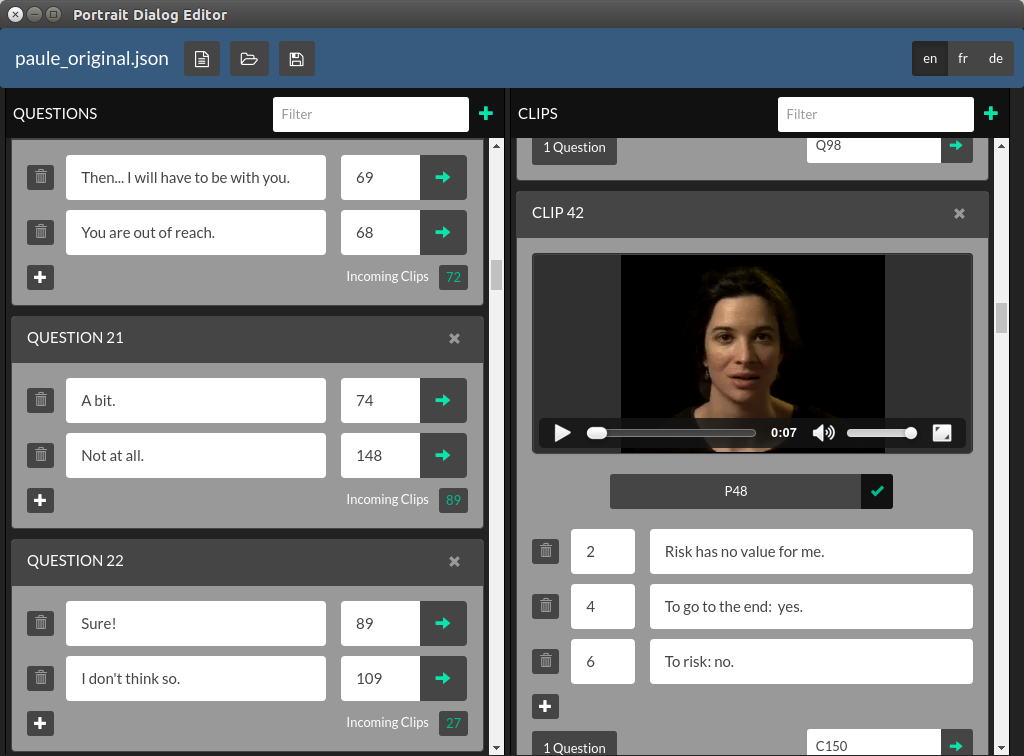 Portrait Dialog Editor
paule_original.json
en fr de
QUESTIONS
Filter
Then... I will have to be with you.
69
You are out of reach.
68
Incoming Clips 72
QUESTION 21
A bit.
74
Not at all.
148
Incoming Clips 89
QUESTION 22
Sure!
89
I don't think so.
109
Incoming Clips 27
CLIPS
Filter
1 Question
Q98
CLIP 42
0:07
P48
2
Risk has no value for me.
4
To go to the end:  yes.
6
To risk: no.
1 Question
C150